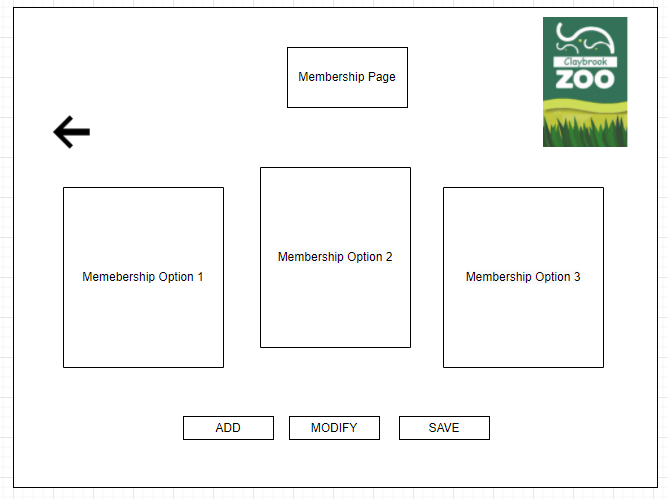 Membership Page
Claybrook
ZOO
Memebership Option 1
Membership Option 2
Membership Option 3
ADD
MODIFY
SAVE